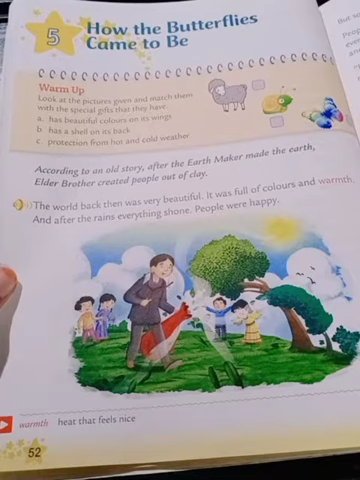 5
How the Butterflies
Came to Be
Warm Up
Look at the pictures given and match them
with the special gifts that they have.
a. has beautiful colours on its wings
b has a shell on its back
c. protection from hot and cold weather
According to an old story, after the Earth Maker made the earth,
Elder Brother created people out of clay.
The world back then was very beautiful. It was full of colours and warmth.
And after the rains everything shone. People were happy.
warmth heat that feels nice
52
But so